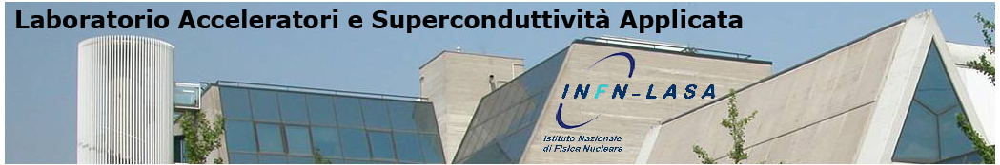 Laboratorio Acceleratori e Superconduttività Applicata
INFN-LASA
Istituto Nazionale
di Fisica Nucleare